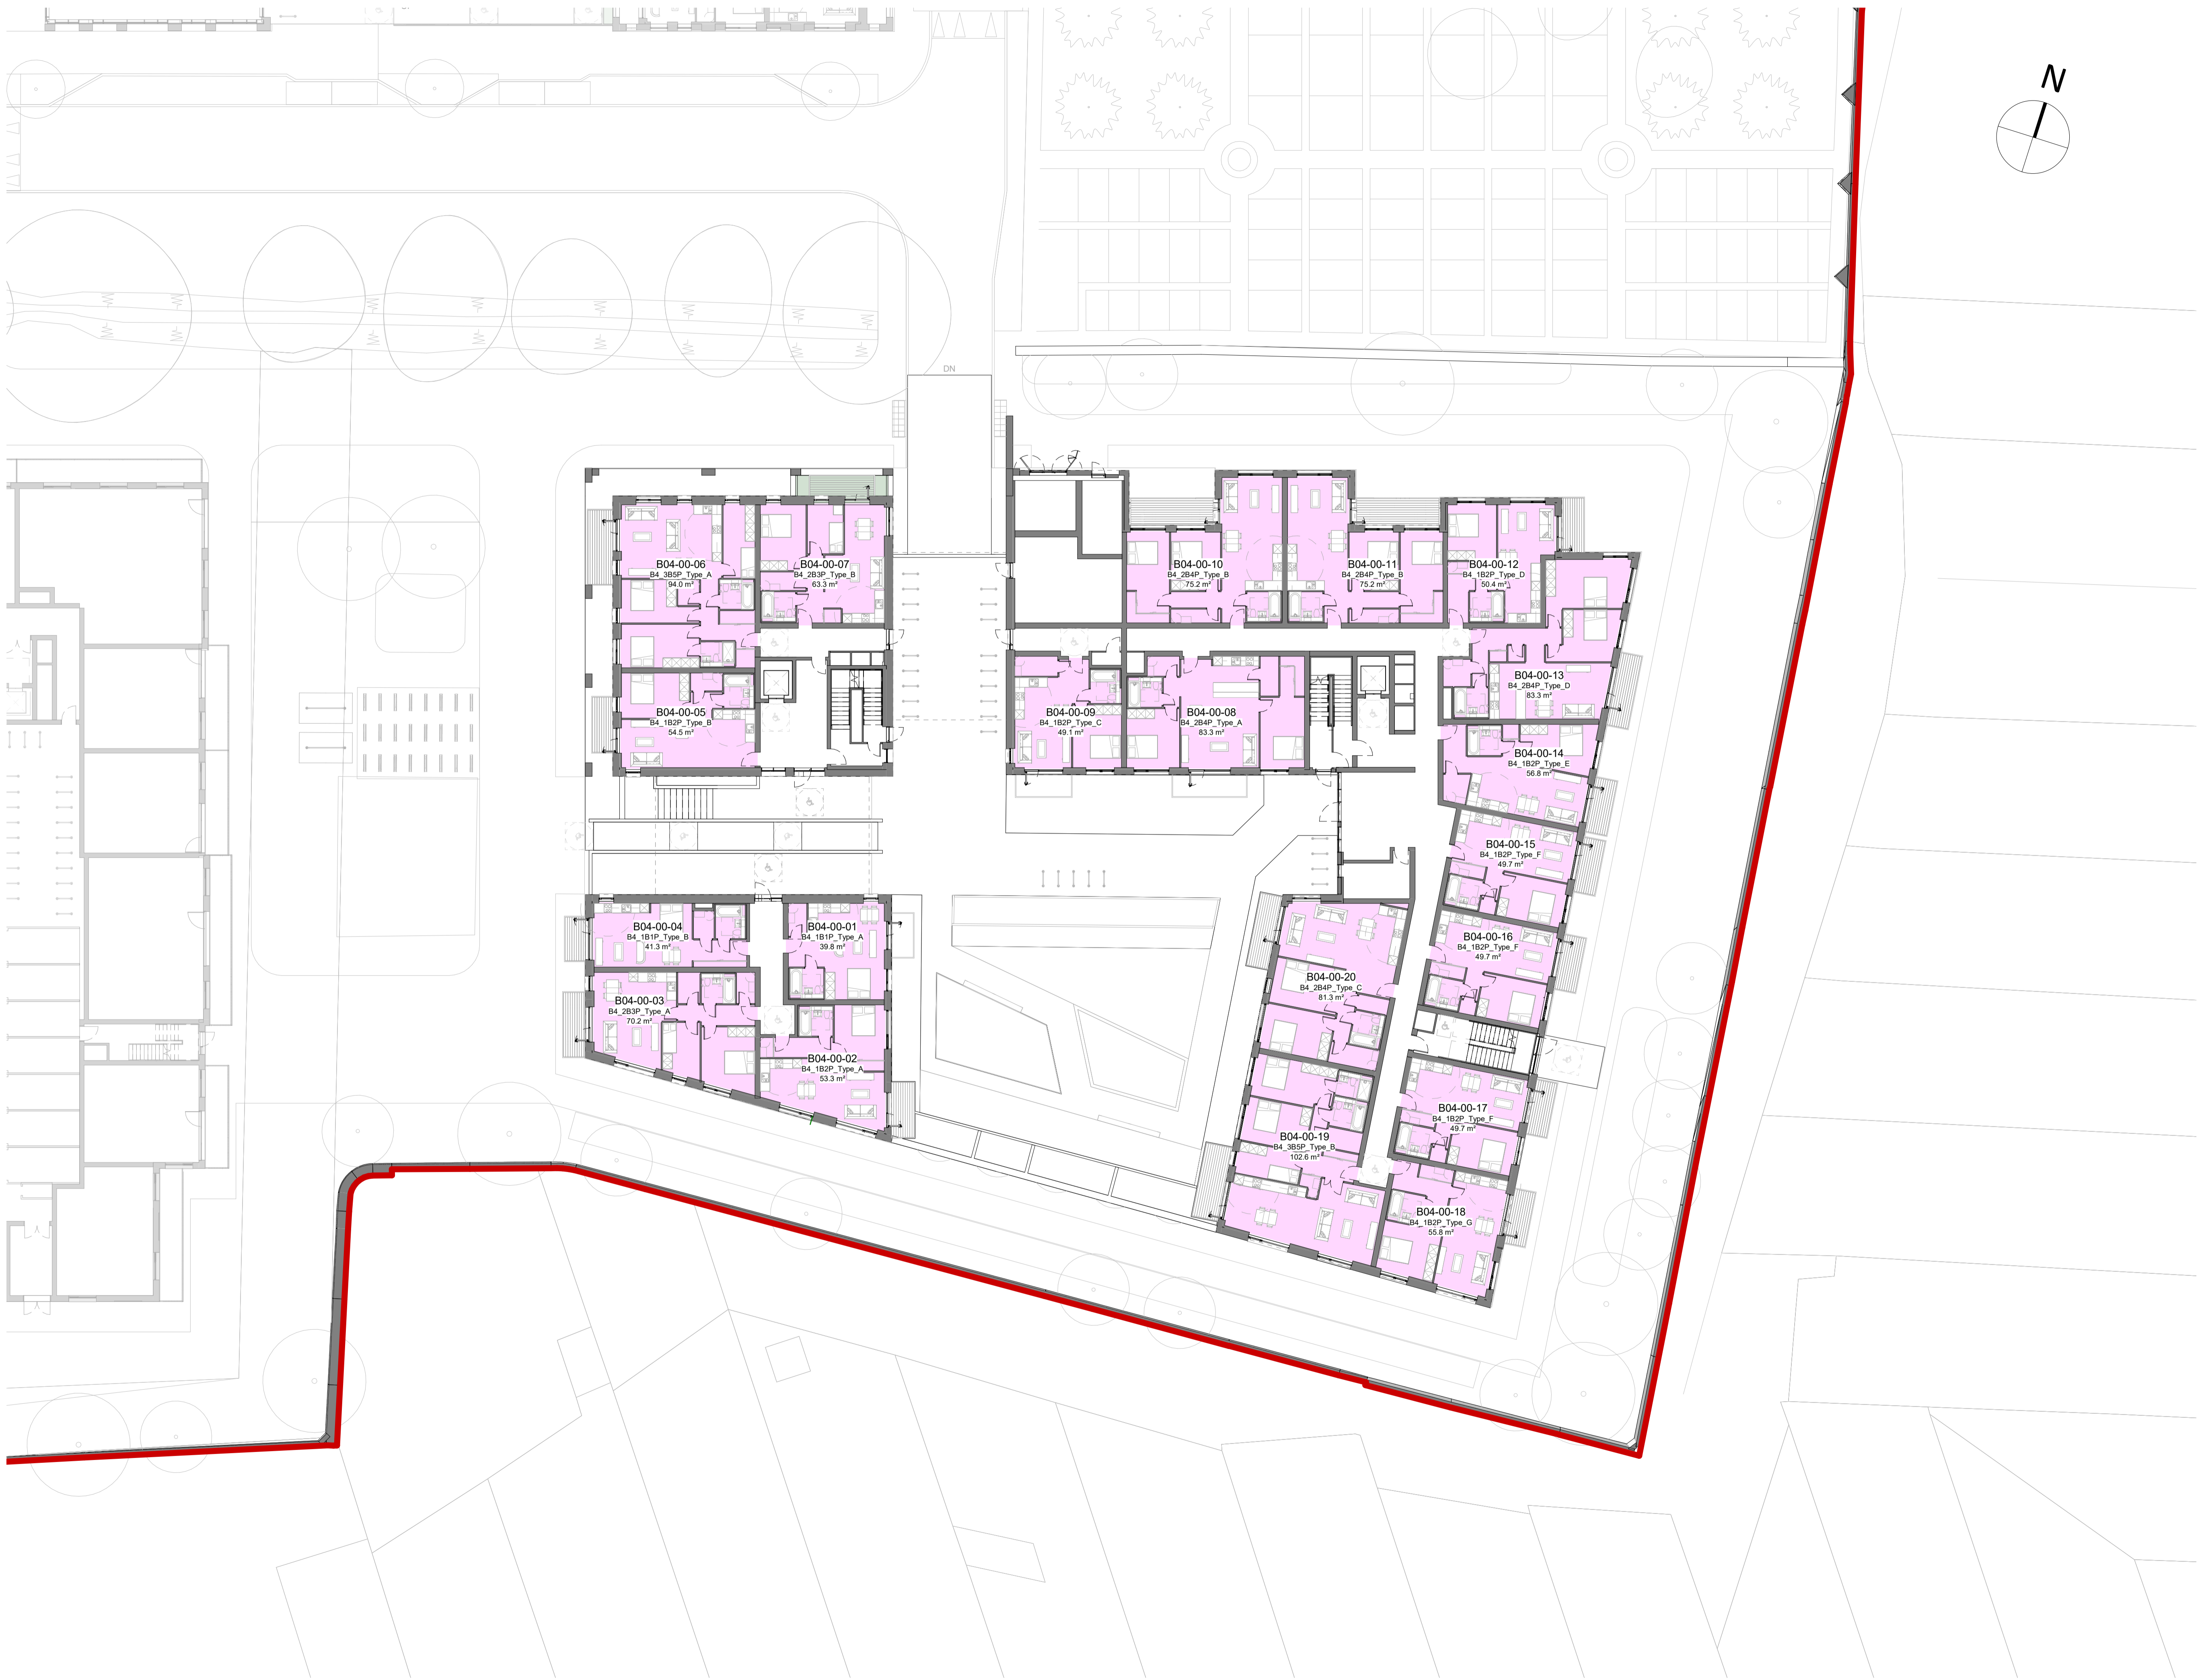 N
DN
B04-00-06
B4_3B5P_Type_A
94.0 m²
B04-00-07
B4_2B3P_Type_B
63.3 m²
B04-00-10
B4_2B4P_Type_B
75.2 m²
B04-00-11
B4_2B4P_Type_B
75.2 m²
B04-00-12
B4_1B2P_Type_D
50.4 m²
B04-00-05
B4_1B2P_Type_B
54.5 m²
B04-00-09
B4_1B2P_Type_C
49.1 m²
B04-00-08
B4_2B4P_Type_A
83.3 m²
B04-00-13
B4_2B4P_Type_D
83.3 m²
B04-00-14
B4_1B2P_Type_E
56.8 m²
B04-00-15
B4_1B2P_Type_F
49.7 m²
B04-00-04
B4_1B1P_Type_B
41.3 m²
B04-00-01
B4_1B1P_Type_A
39.8 m²
B04-00-16
B4_1B2P_Type_F
49.7 m²
B04-00-20
B4_2B4P_Type_C
81.3 m²
B04-00-03
B4_2B3P_Type_A
70.2 m²
B04-00-02
B4_1B2P_Type_A
53.3 m²
B04-00-17
B4_1B2P_Type_F
49.7 m²
B04-00-19
B4_3B5P_Type_B
102.6 m²
B04-00-18
B4_1B2P_Type_G
55.8 m²